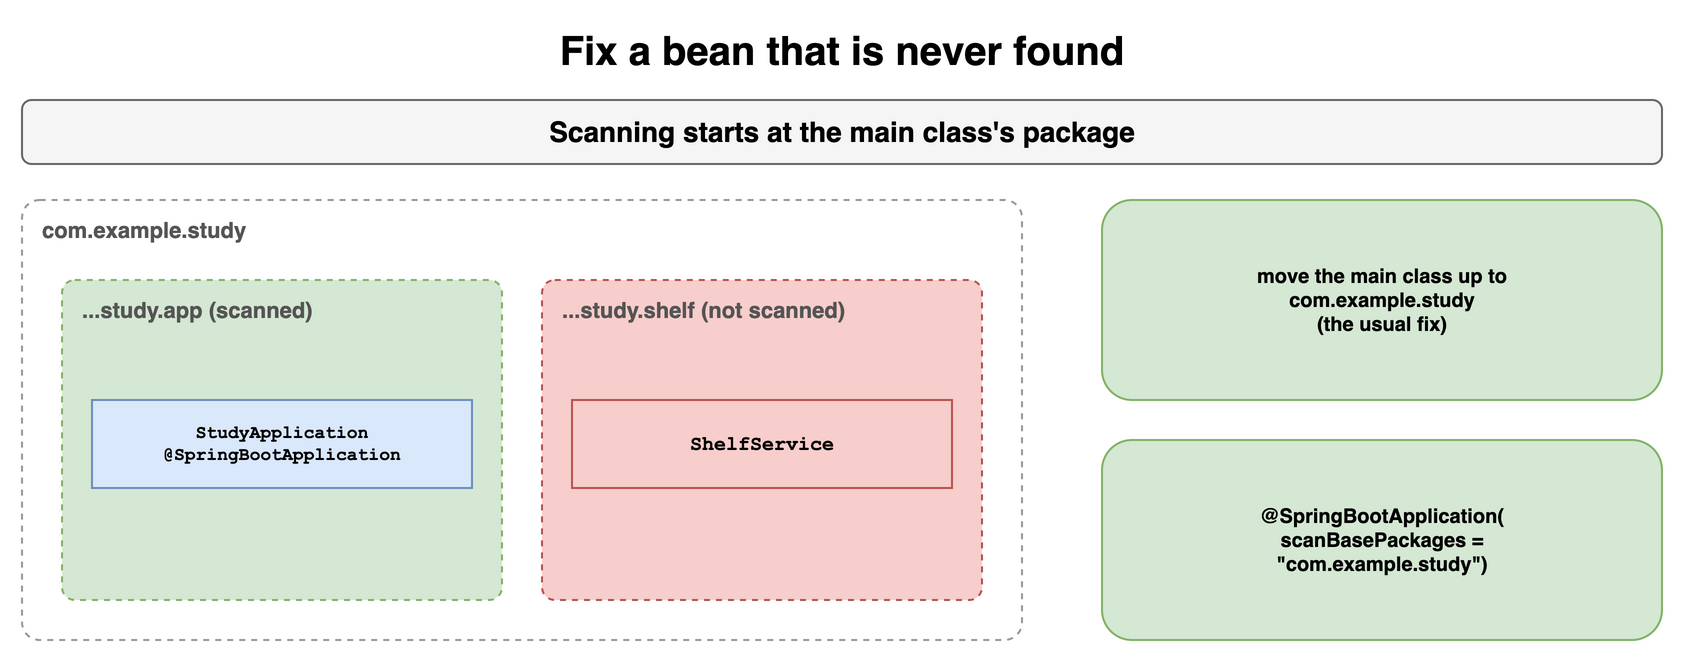 Fix a bean that is never found
Scanning starts at the main class's package
com.example.study
...study.app (scanned)
StudyApplication
@SpringBootApplication
...study.shelf (not scanned)
ShelfService
move the main class up to
com.example.study
(the usual fix)
@SpringBootApplication(
scanBasePackages =
"com.example.study")